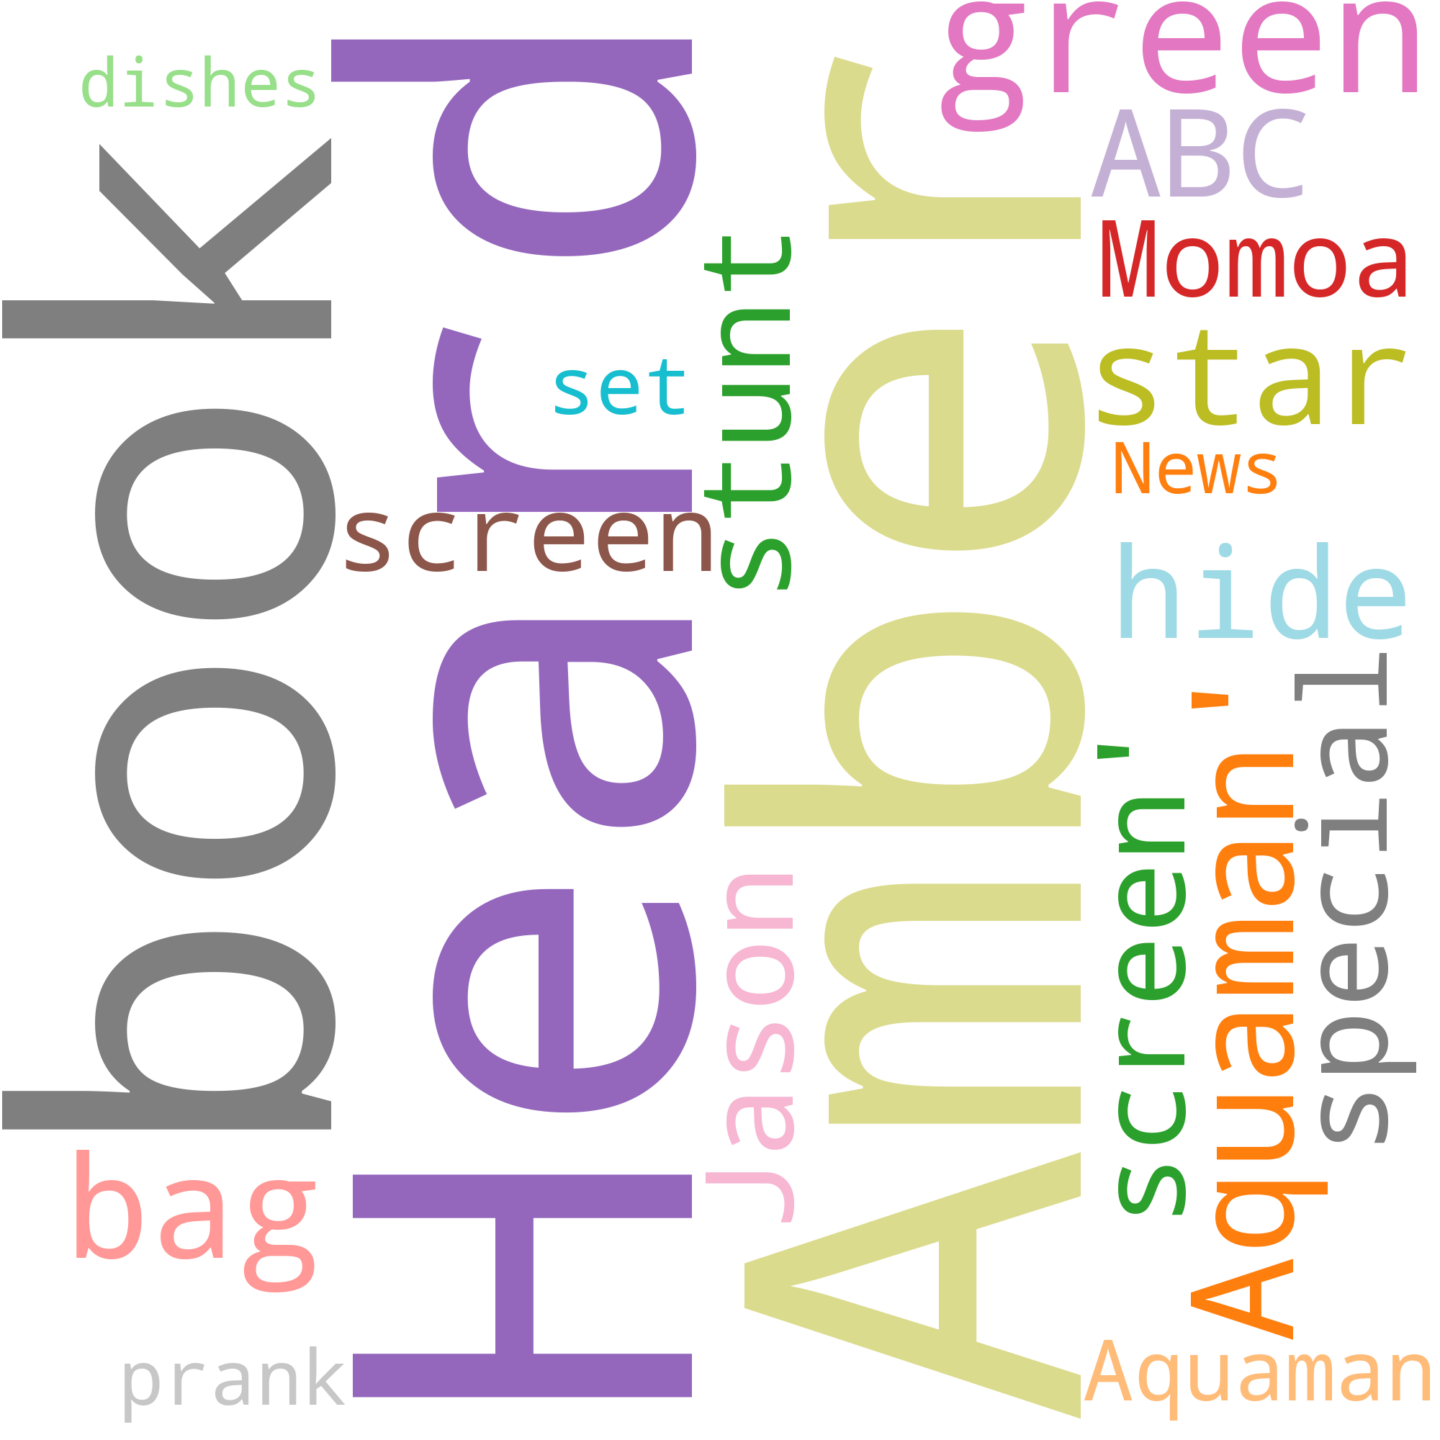 dishes
book
bag
prank
Heard
set
screen
stunt
Jason
Amber
green
ABC
Momoa
star
News
hide
screen'
Aquaman'
special
Aquaman